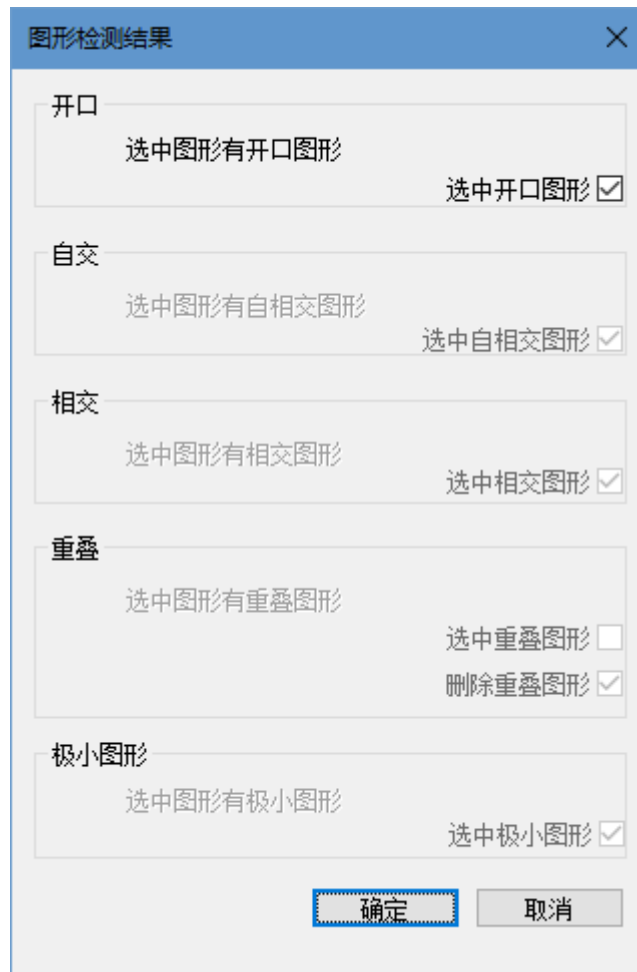 图形检测结果
开口
选中图形有开口图形
选中开口图形
自交
选中图形有自相交图形
选中自相交图形
相交
选中图形有相交图形
选中相交图形
重叠
选中图形有重叠图形
选中重叠图形
删除重叠图形
极小图形
选中图形有极小图形
选中极小图形
确定
取消